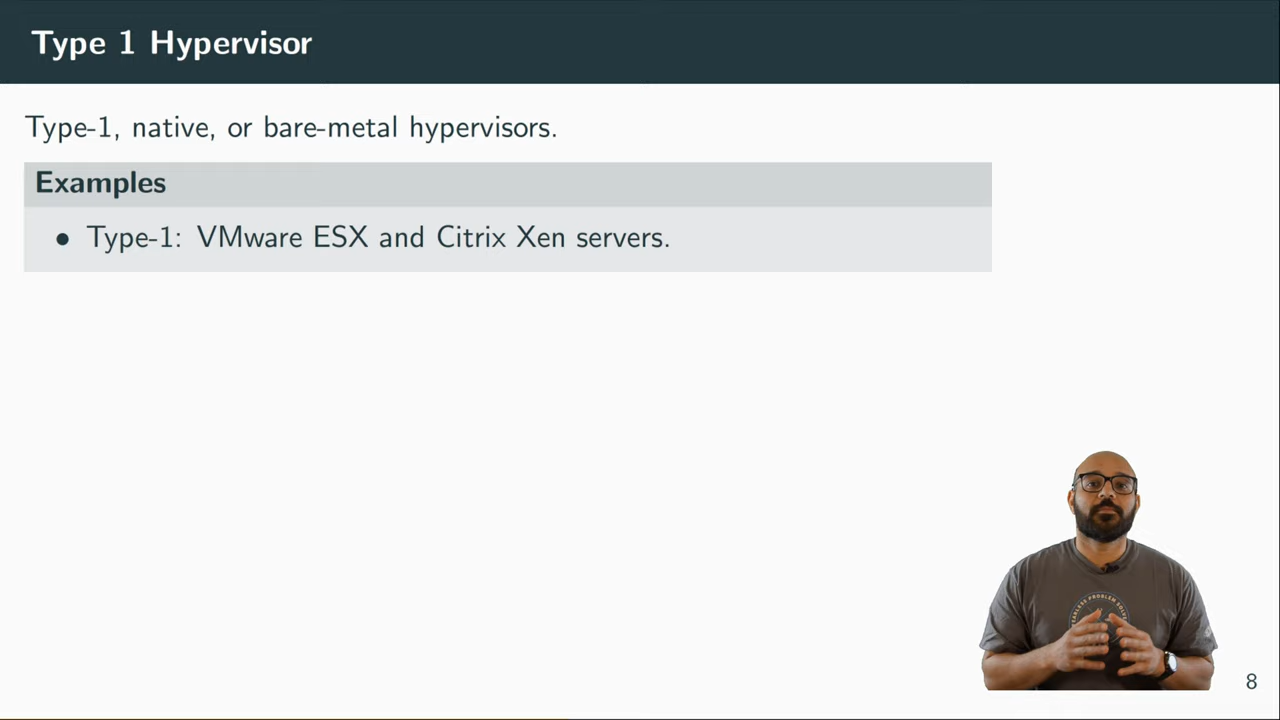 Type 1 Hypervisor
Type-1, native, or bare-metal hypervisors.
Examples
• Type-1: VMware ESX and Citrix Xen servers.
PROBLEM
8